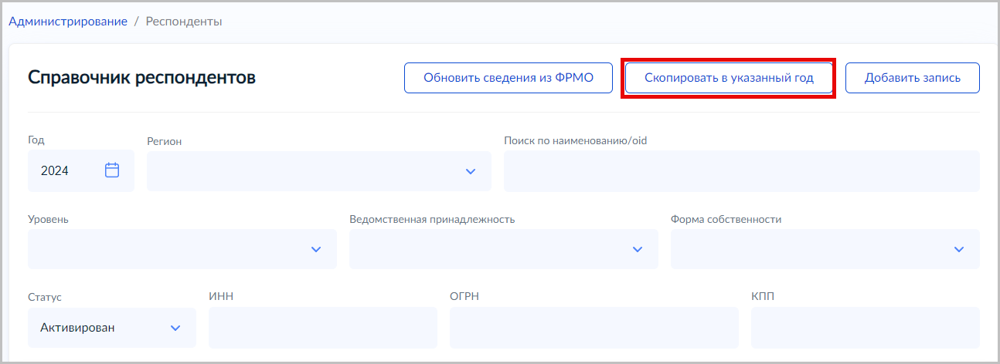 Администрирование / Респонденты
Справочник респондентов
Обновить сведения из ФРМО
Скопировать в указанный год
Добавить запись
Год
Регион
Поиск по наименованию/oid
2024
Уровень
Ведомственная принадлежность
Форма собственности
Статус
ИНН
ОГРН
КПП
Активирован